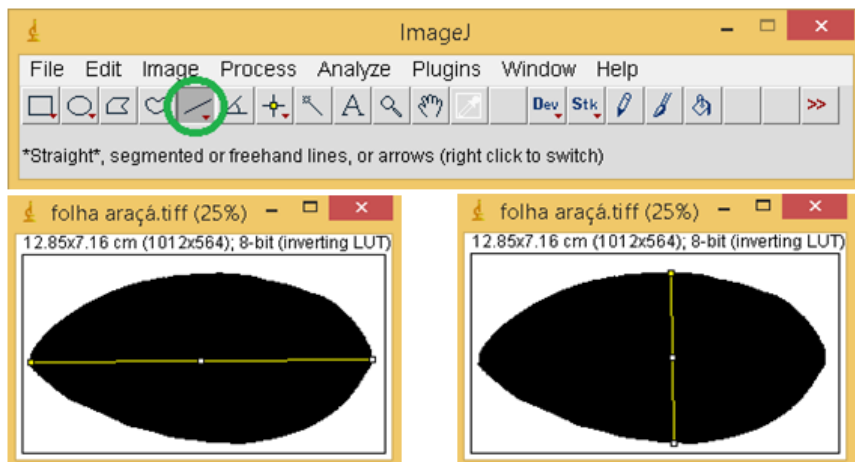 ImageJ
File Edit Image Process Analyze Plugins Window Help
A Dev Stk >>
*Straight*, segmented or freehand lines, or arrows (right click to switch)
folha araçá.tiff (25%)
12.85x7.16 cm (1012x564); 8-bit (inverting LUT)
folha araçá.tiff (25%)
12.85x7.16 cm (1012x564); 8-bit (inverting LUT)